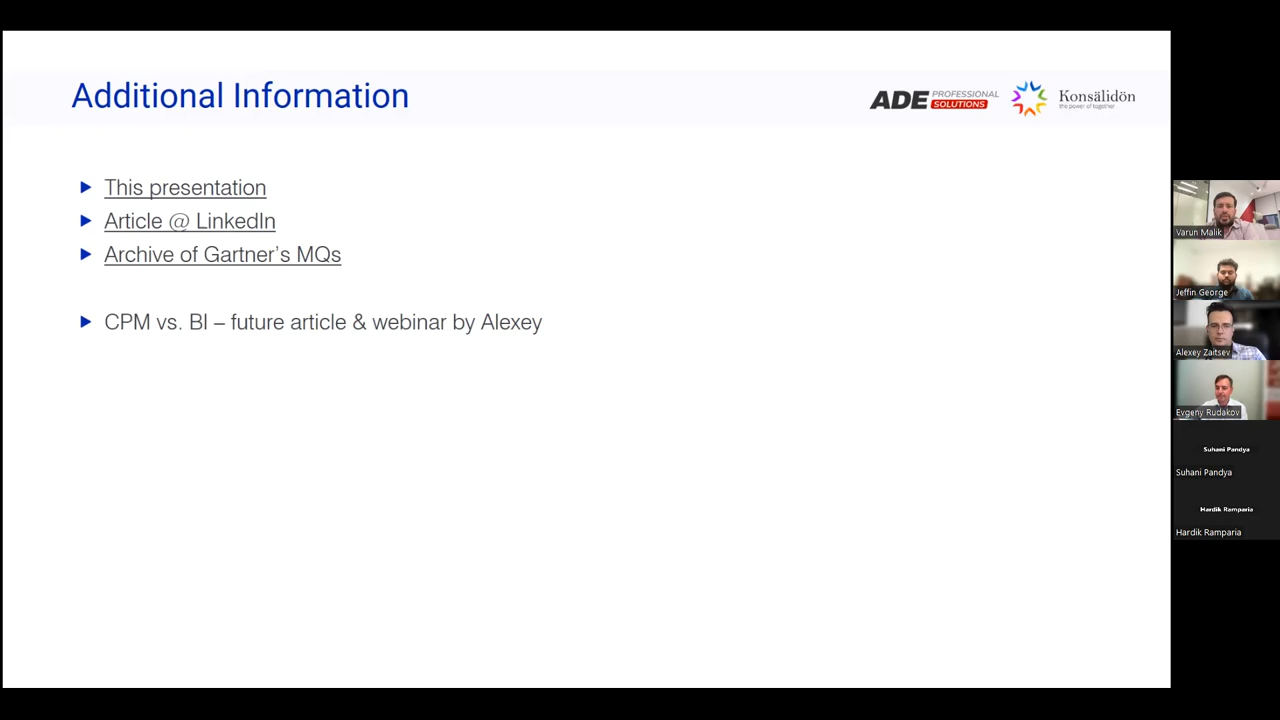 Additional Information
ADE PROFESSIONAL SOLUTIONS
Konsälidön
the power of together
This presentation
Article @ LinkedIn
Archive of Gartner's MQs
CPM vs. BI – future article & webinar by Alexey
Varun Malik
Jeffin George
Alexey Zaitsev
Evgeny Rudakov
Suhani Pandya
Suhani Pandya
Hardik Ramparia
Hardik Ramparia